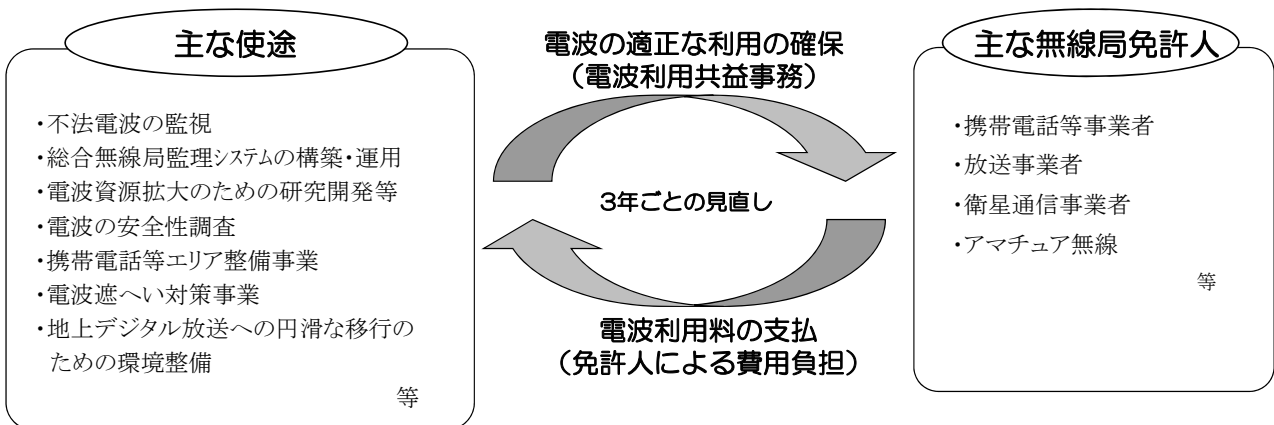 主な使途
・不法電波の監視
・総合無線局監理システムの構築・運用
・電波資源拡大のための研究開発等
・電波の安全性調査
・携帯電話等エリア整備事業
・電波遮へい対策事業
・地上デジタル放送への円滑な移行の
ための環境整備
等
電波の適正な利用の確保
（電波利用共益事務）
3年ごとの見直し
電波利用料の支払
（免許人による費用負担）
主な無線局免許人
・携帯電話等事業者
・放送事業者
・衛星通信事業者
・アマチュア無線
等